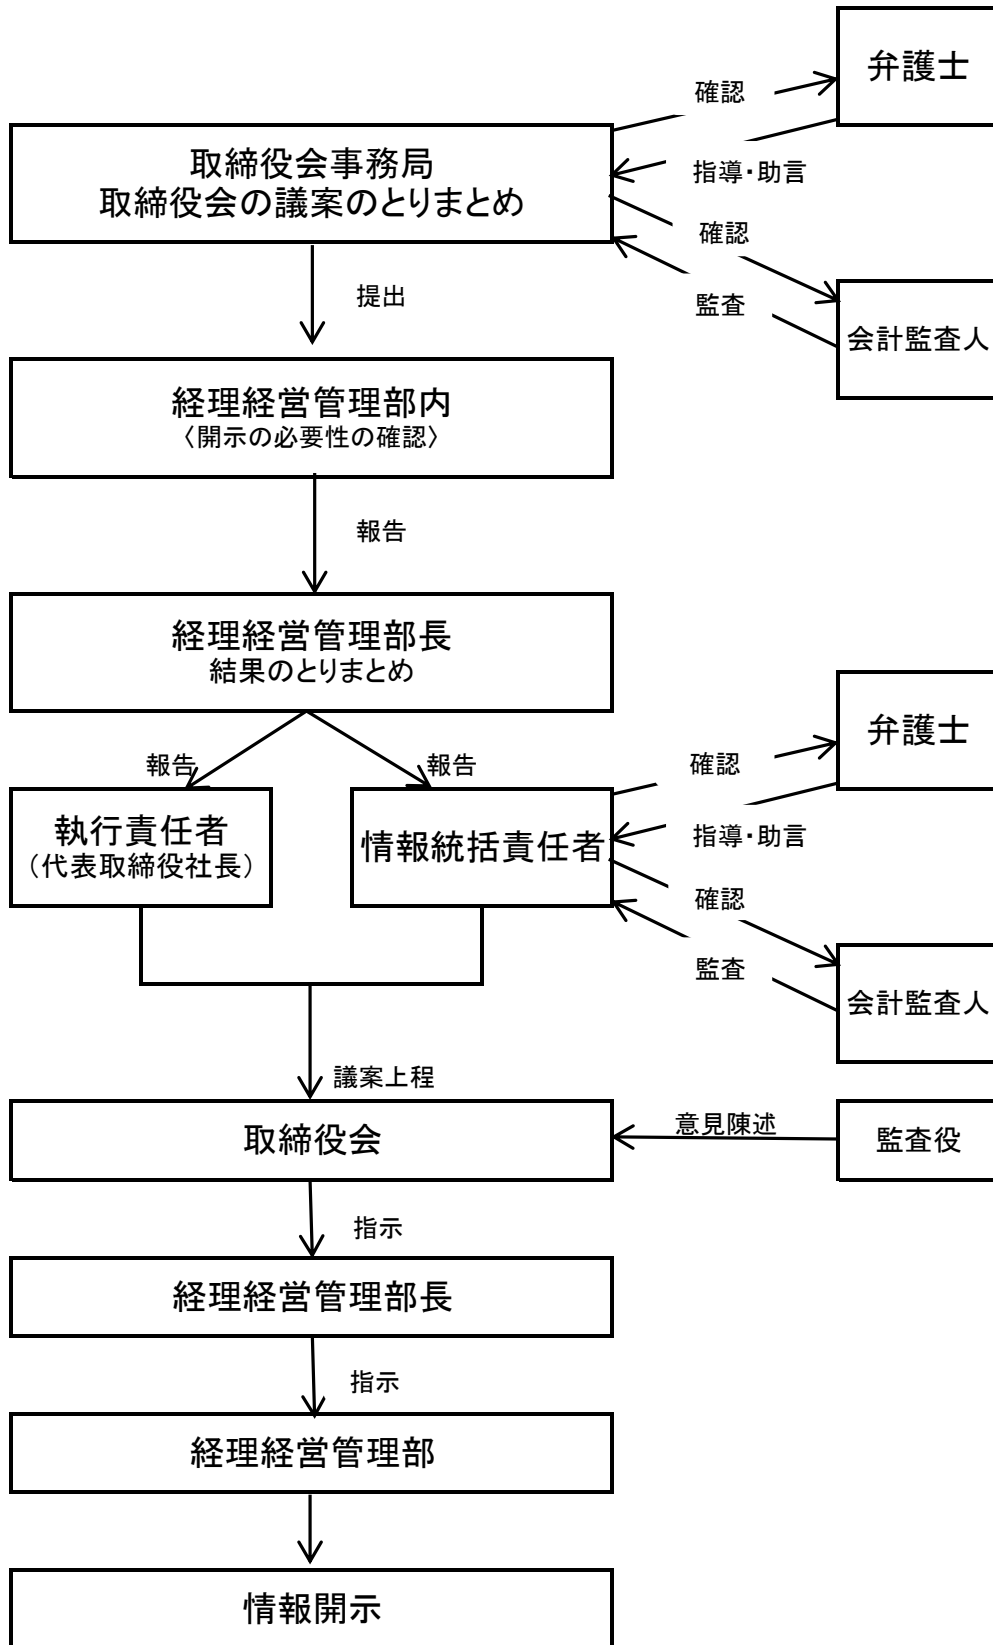 弁護士
確認
取締役会事務局
取締役会の議案のとりまとめ
指導・助言
確認
監査
会計監査人
提出
経理経営管理部内
〈開示の必要性の確認〉
報告
経理経営管理部長
結果のとりまとめ
弁護士
報告
報告
確認
執行責任者
（代表取締役社長）
情報統括責任者
指導・助言
確認
監査
会計監査人
議案上程
取締役会
意見陳述
監査役
指示
経理経営管理部長
指示
経理経営管理部
情報開示